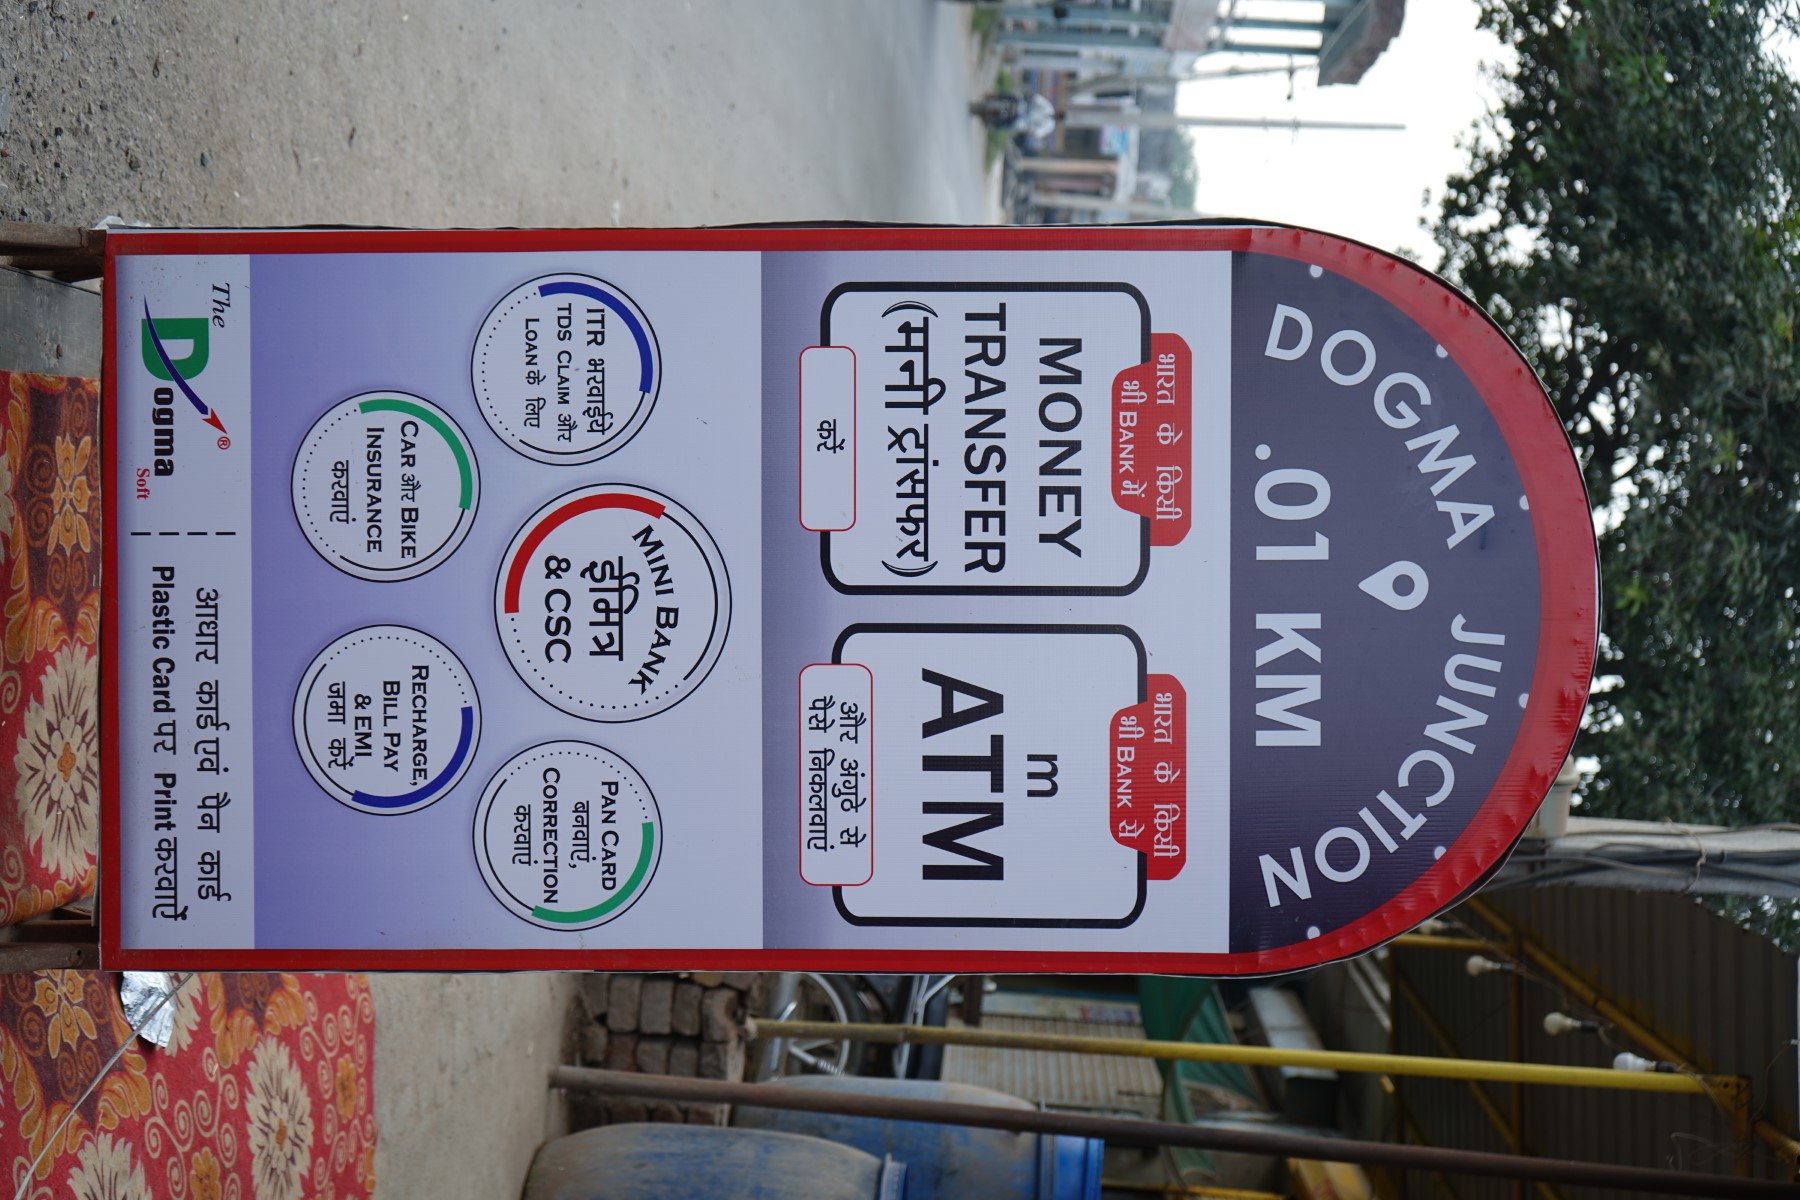 DOGMA JUNCTION
.01 KM
भारत के किसी
भी BANK में
MONEY
TRANSFER
(मनी ट्रांसफर)
करें
भारत के किसी
भी BANK से
m
ATM
और अंगुठे से
पैसे निकलवाएं
ITR भरवाईये
TDS CLAIM और
LOAN के लिए
MINI BANK
ईमित्र
& CSC
PAN CARD
बनवाएं,
CORRECTION
करवाएं
CAR और BIKE
INSURANCE
करवाएं
RECHARGE,
BILL PAY
& EMI
जमा करें
The
Dogma®
Soft
आधार कार्ड एवं पैन कार्ड
Plastic Card पर Print करवाएँ